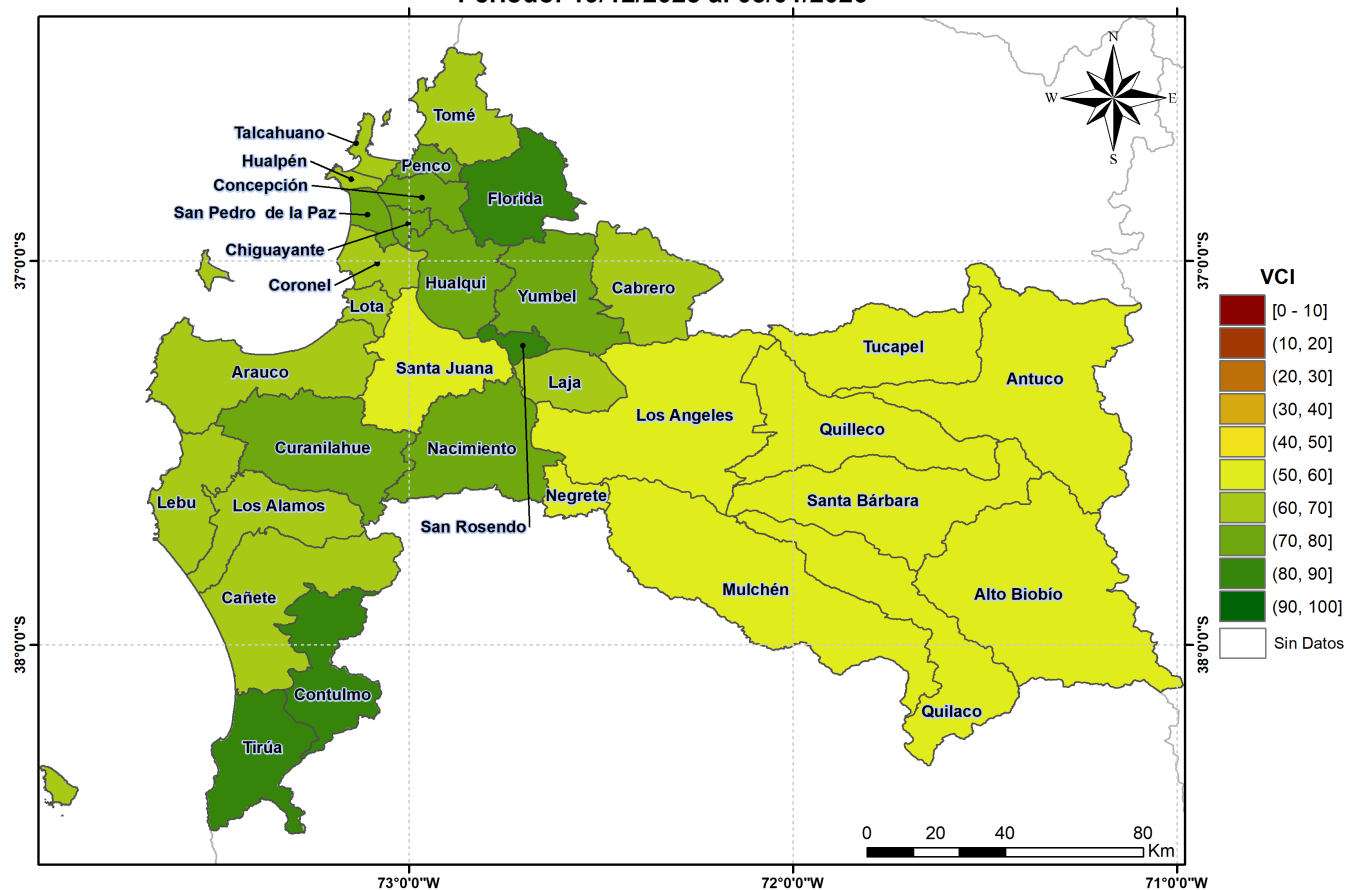 N
W E
S
Tomé
Talcahuano
Hualpén
Penco
Concepción
Florida
San Pedro de la Paz
Chiguayante
37°0'0"S
37°0'0"S
Coronel
Hualqui
Yumbel
Cabrero
Lota
Tucapel
Santa Juana
Arauco
Laja
Antuco
Los Angeles
Quilleco
Curanilahue
Nacimiento
Negrete
Santa Bárbara
Lebu
Los Alamos
San Rosendo
Mulchén
Alto Biobío
Cañete
38°0'0"S
38°0'0"S
Contulmo
Quilaco
Tirúa
0 20 40 80
Km
73°0'0"W
72°0'0"W
71°0'0"W
VCI
[0 - 10]
(10, 20]
(20, 30]
(30, 40]
(40, 50]
(50, 60]
(60, 70]
(70, 80]
(80, 90]
(90, 100]
Sin Datos